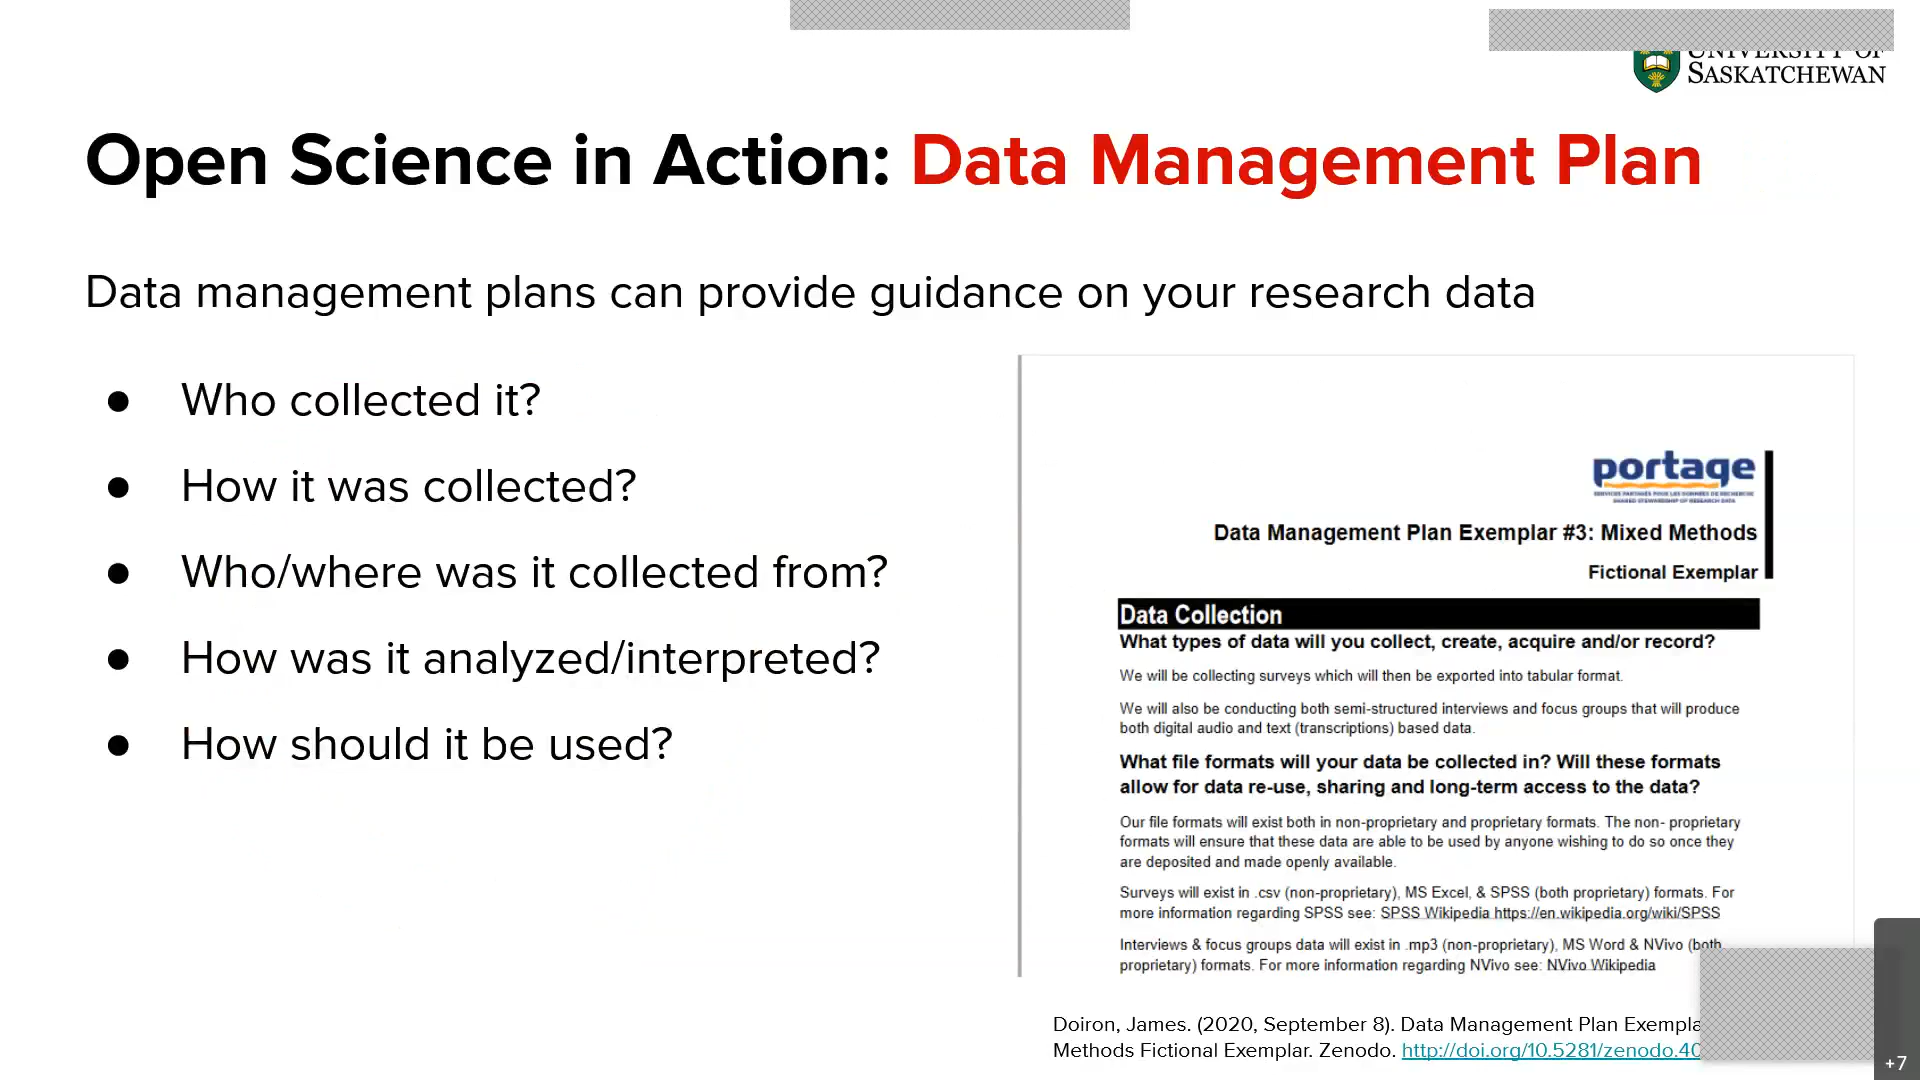 UNIVERSITY OF
SASKATCHEWAN
Open Science in Action: Data Management Plan
Data management plans can provide guidance on your research data
● Who collected it?
● How it was collected?
● Who/where was it collected from?
● How was it analyzed/interpreted?
● How should it be used?
portage
SERVICES PARTAGÉS POUR LES DONNÉES DE RECHERCHE
SHARED STEWARDSHIP OF RESEARCH DATA
Data Management Plan Exemplar #3: Mixed Methods
Fictional Exemplar
Data Collection
What types of data will you collect, create, acquire and/or record?
We will be collecting surveys which will then be exported into tabular format.
We will also be conducting both semi-structured interviews and focus groups that will produce
both digital audio and text (transcriptions) based data.
What file formats will your data be collected in? Will these formats
allow for data re-use, sharing and long-term access to the data?
Our file formats will exist both in non-proprietary and proprietary formats. The non- proprietary
formats will ensure that these data are able to be used by anyone wishing to do so once they
are deposited and made openly available.
Surveys will exist in .csv (non-proprietary), MS Excel, & SPSS (both proprietary) formats. For
more information regarding SPSS see: SPSS Wikipedia https://en.wikipedia.org/wiki/SPSS
Interviews & focus groups data will exist in .mp3 (non-proprietary), MS Word & NVivo (both
proprietary) formats. For more information regarding NVivo see: NVivo Wikipedia
Doiron, James. (2020, September 8). Data Management Plan Exempla
Methods Fictional Exemplar. Zenodo. http://doi.org/10.5281/zenodo.40
+7